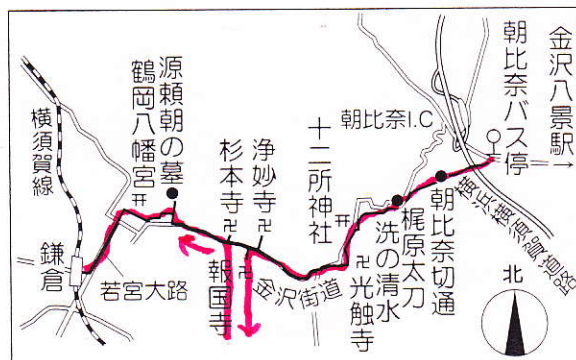 金沢八景駅→
朝比奈バス停
朝比奈I.C
横浜横須賀道路
朝比奈切通
梶原太刀
洗の清水
光触寺
十二所神社
金沢街道
浄妙寺
杉本寺
報国寺
源頼朝の墓
鶴岡八幡宮
若宮大路
横須賀線
鎌倉
北